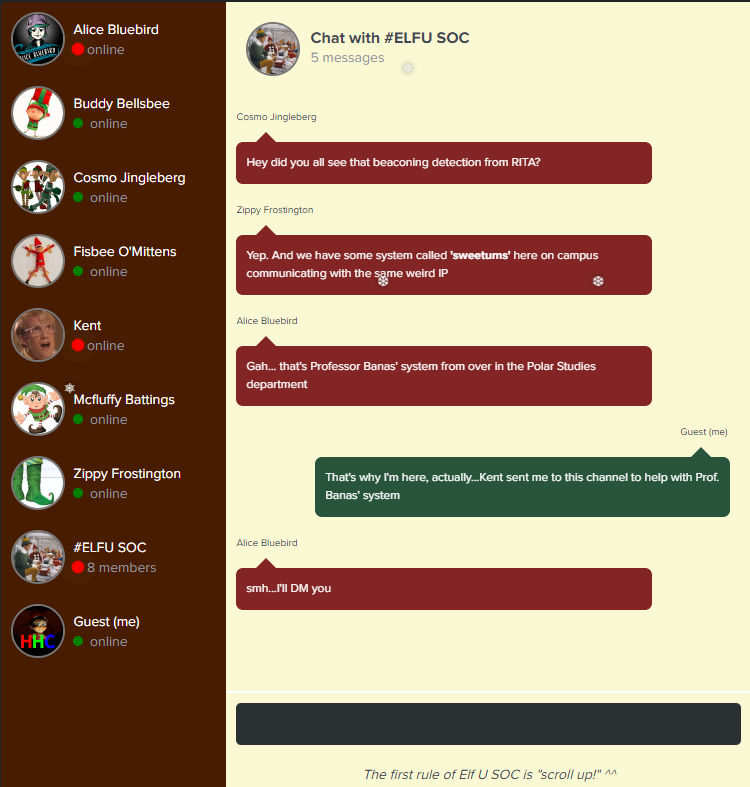 Alice Bluebird
online
Buddy Bellsbee
online
Cosmo Jingleberg
online
Fisbee O'Mittens
online
Kent
online
Mcfluffy Battings
online
Zippy Frostington
online
#ELFU SOC
8 members
Guest (me)
online
HHC
Chat with #ELFU SOC
5 messages
Cosmo Jingleberg
Hey did you all see that beaconing detection from RITA?
Zippy Frostington
Yep. And we have some system called 'sweetums' here on campus
communicating with the same weird IP
Alice Bluebird
Gah... that's Professor Banas' system from over in the Polar Studies
department
Guest (me)
That's why I'm here, actually...Kent sent me to this channel to help with Prof.
Banas' system
Alice Bluebird
smh...I'll DM you
The first rule of Elf U SOC is "scroll up!" ^^